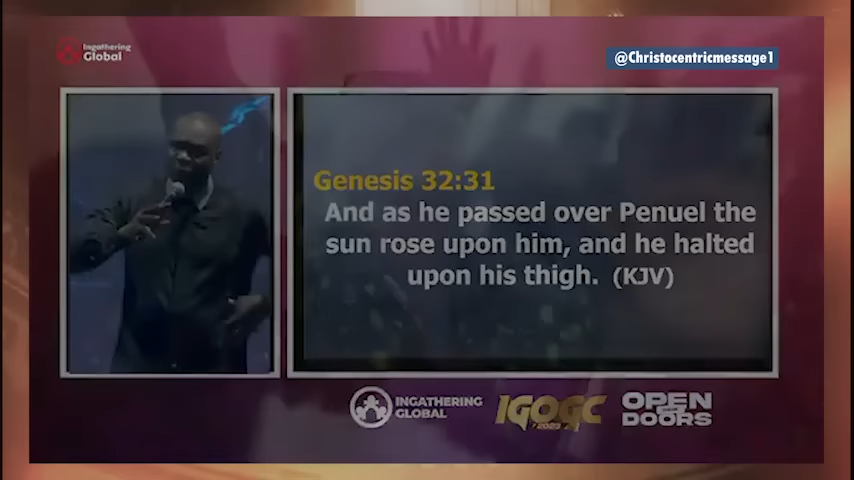 Ingathering
Global
@Christocentricmessage1
Genesis 32:31
And as he passed over Penuel the
sun rose upon him, and he halted
upon his thigh. (KJV)
INGATHERING
GLOBAL
IGOGC
2023
OPEN
DOORS